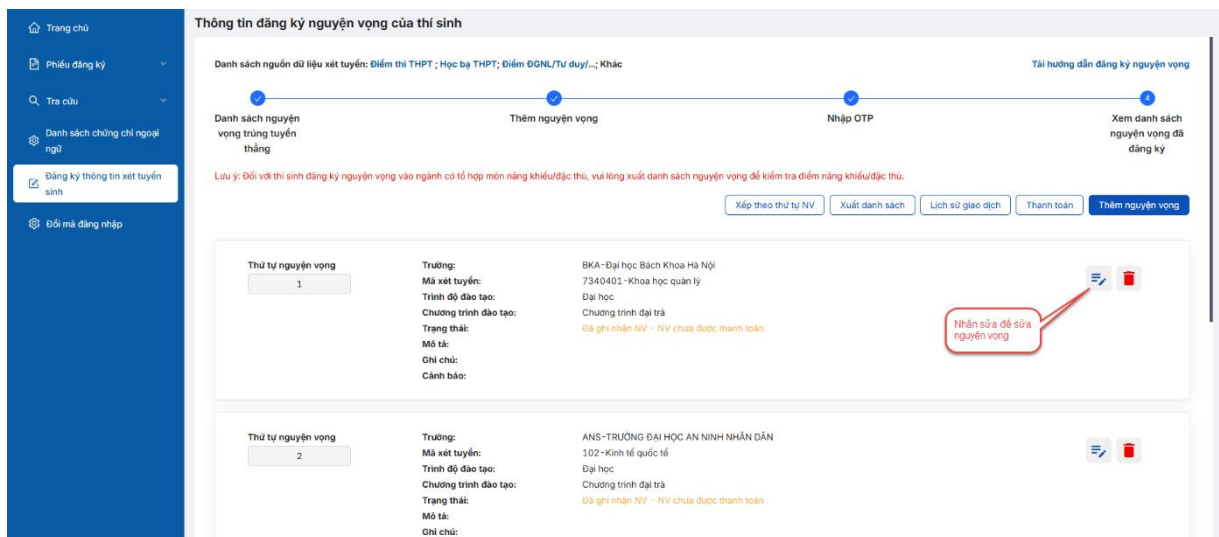 Trang chủ
Phiếu đăng ký
Tra cứu
Danh sách chứng chỉ ngoại
ngữ
Đăng ký thông tin xét tuyển
sinh
Đổi mã đăng nhập
Thông tin đăng ký nguyện vọng của thí sinh
Danh sách nguồn dữ liệu xét tuyển: Điểm thi THPT ; Học bạ THPT; Điểm ĐGNL/Tư duy/...; Khác
Tải hướng dẫn đăng ký nguyện vọng
Danh sách nguyện
vọng trúng tuyển
thẳng
Thêm nguyện vọng
Nhập OTP
4
Xem danh sách
nguyện vọng đã
đăng ký
Lưu ý: Đối với thí sinh đăng ký nguyện vọng vào ngành có tổ hợp môn năng khiếu/đặc thù, vui lòng xuất danh sách nguyện vọng để kiểm tra điểm năng khiếu/đặc thù.
Xếp theo thứ tự NV
Xuất danh sách
Lịch sử giao dịch
Thanh toán
Thêm nguyện vọng
Thứ tự nguyện vọng
1
Trường: BKA-Đại học Bách Khoa Hà Nội
Mã xét tuyển: 7340401-Khoa học quản lý
Trình độ đào tạo: Đại học
Chương trình đào tạo: Chương trình đại trà
Trạng thái: Đã ghi nhận NV - NV chưa được thanh toán
Mô tả:
Ghi chú:
Cảnh báo:
Nhấn sửa để sửa
nguyện vọng
Thứ tự nguyện vọng
2
Trường: ANS-TRƯỜNG ĐẠI HỌC AN NINH NHÂN DÂN
Mã xét tuyển: 102-Kinh tế quốc tế
Trình độ đào tạo: Đại học
Chương trình đào tạo: Chương trình đại trà
Trạng thái: Đã ghi nhận NV - NV chưa được thanh toán
Mô tả:
Ghi chú: